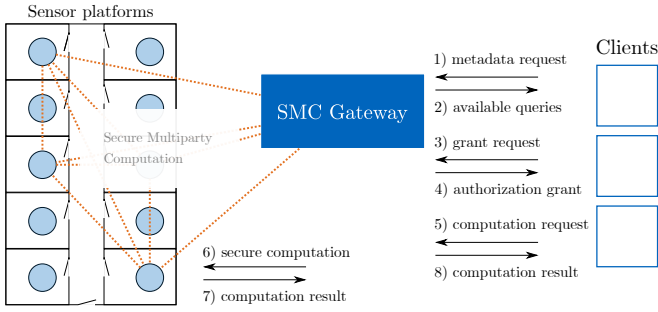 Sensor platforms
Secure Multiparty
Computation
SMC Gateway
Clients
1) metadata request
2) available queries
3) grant request
4) authorization grant
5) computation request
8) computation result
6) secure computation
7) computation result